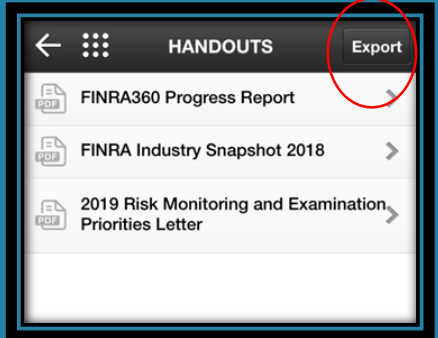 HANDOUTS Export
PDF FINRA360 Progress Report
PDF FINRA Industry Snapshot 2018
2019 Risk Monitoring and Examination
PDF Priorities Letter